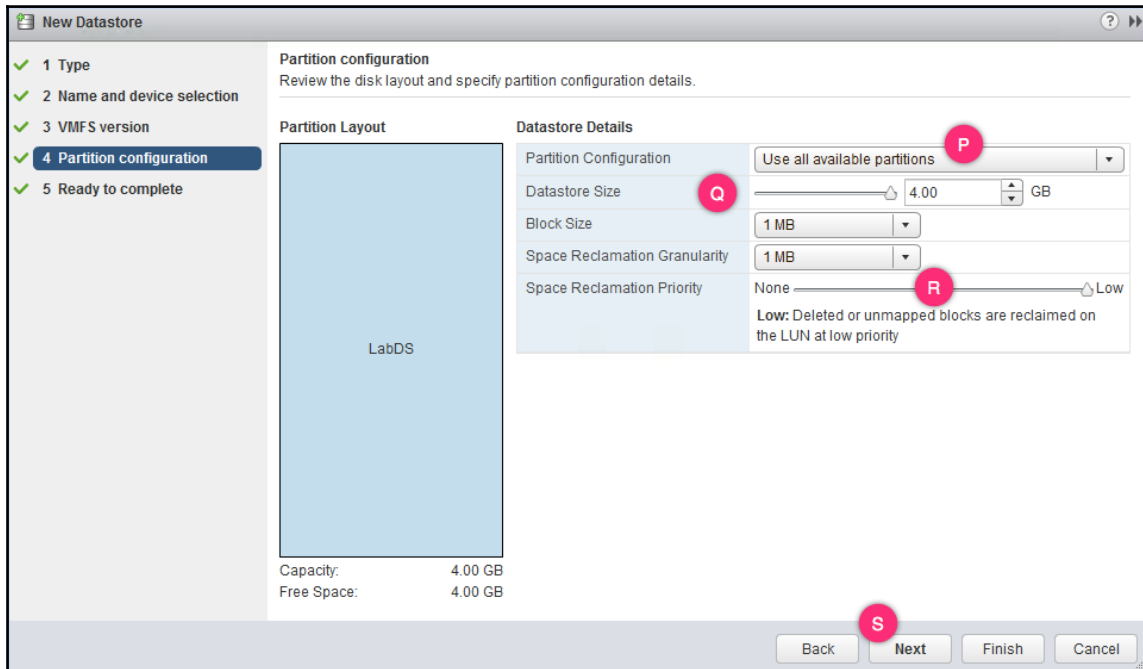 New Datastore
?
1 Type
2 Name and device selection
3 VMFS version
4 Partition configuration
5 Ready to complete
Partition configuration
Review the disk layout and specify partition configuration details.
Partition Layout
LabDS
Capacity: 4.00 GB
Free Space: 4.00 GB
Datastore Details
P
Partition Configuration Use all available partitions
Datastore Size Q 4.00 GB
Block Size 1 MB
Space Reclamation Granularity 1 MB
Space Reclamation Priority None R Low
Low: Deleted or unmapped blocks are reclaimed on
the LUN at low priority
S
Back Next Finish Cancel